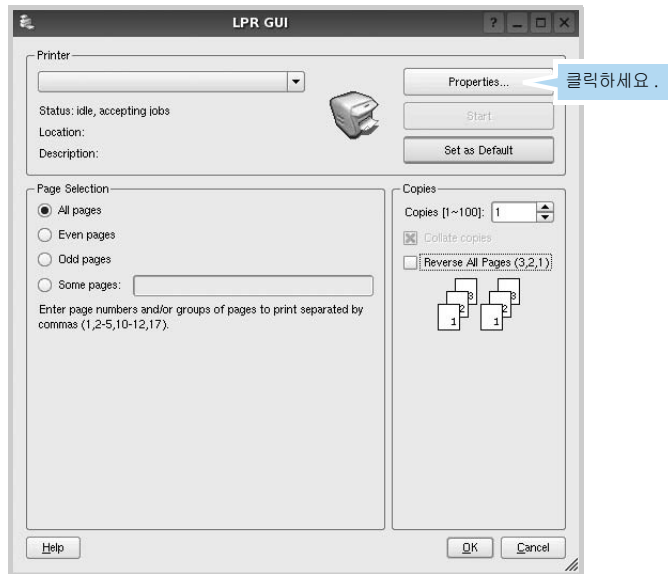 LPR GUI
Printer
Properties...
클릭하세요 .
Status: idle, accepting jobs
Start
Location:
Description:
Set as Default
Page Selection
Copies
All pages
Copies [1~100]: 1
Even pages
Collate copies
Odd pages
Reverse All Pages (3,2,1)
Some pages:
Enter page numbers and/or groups of pages to print separated by
commas (1,2-5,10-12,17).
3 3
2 2
1 1
Help
OK
Cancel